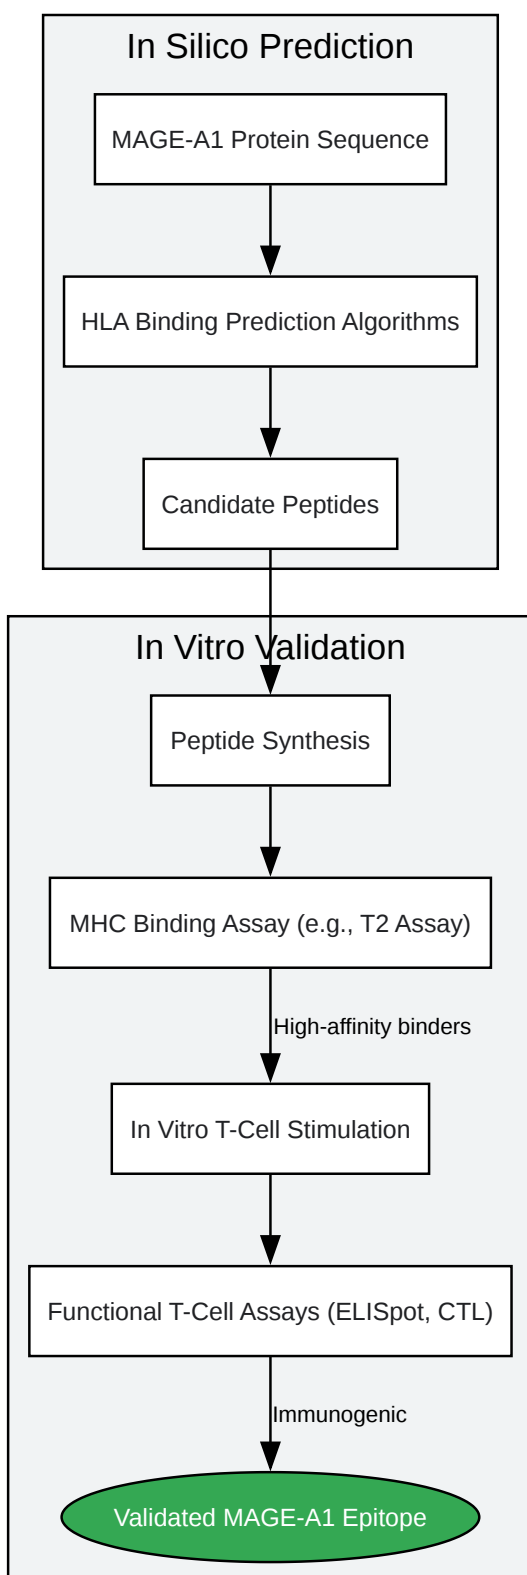 In Silico Prediction
MAGE-A1 Protein Sequence
HLA Binding Prediction Algorithms
Candidate Peptides
In Vitro Validation
Peptide Synthesis
MHC Binding Assay (e.g., T2 Assay)
High-affinity binders
In Vitro T-Cell Stimulation
Functional T-Cell Assays (ELISpot, CTL)
Immunogenic
Validated MAGE-A1 Epitope